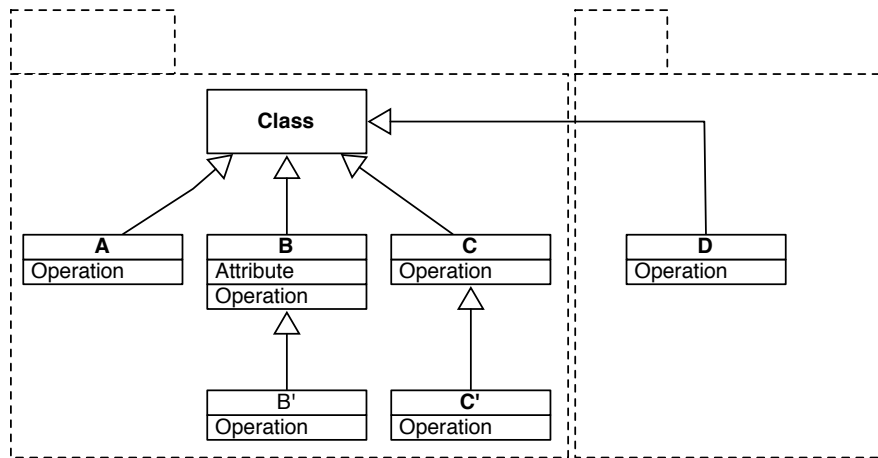 Class
A
Operation
B
Attribute
Operation
C
Operation
D
Operation
B'
Operation
C'
Operation